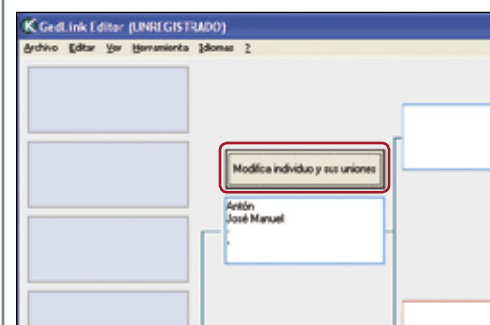 GedLink Editor (UNREGISTRADO)
Archivo Editar Ver Herramienta Idiomas ?
Modifica individuo y sus uniones
Antón
José Manuel
,
,